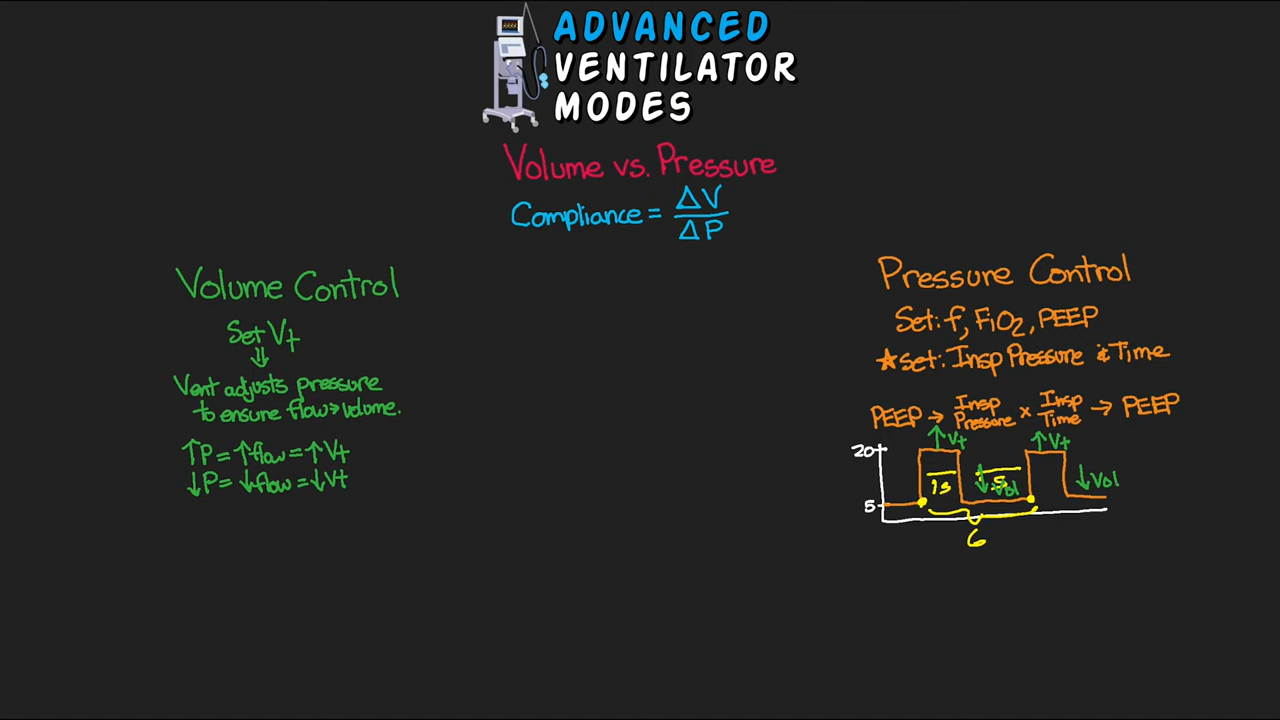 ADVANCED
VENTILATOR
MODES
Volume vs. Pressure
Compliance = ΔV / ΔP
Volume Control
Set Vt
⇓
Vent adjusts pressure
to ensure flow > volume.
↑P = ↑flow = ↑Vt
↓P = ↓flow = ↓Vt
Pressure Control
Set: f, FiO2, PEEP
★set: Insp Pressure & Time
PEEP → Insp Pressure × Insp Time → PEEP
↑Vt ↑Vt
20
1s ↓Vol ↓Vol
5
6